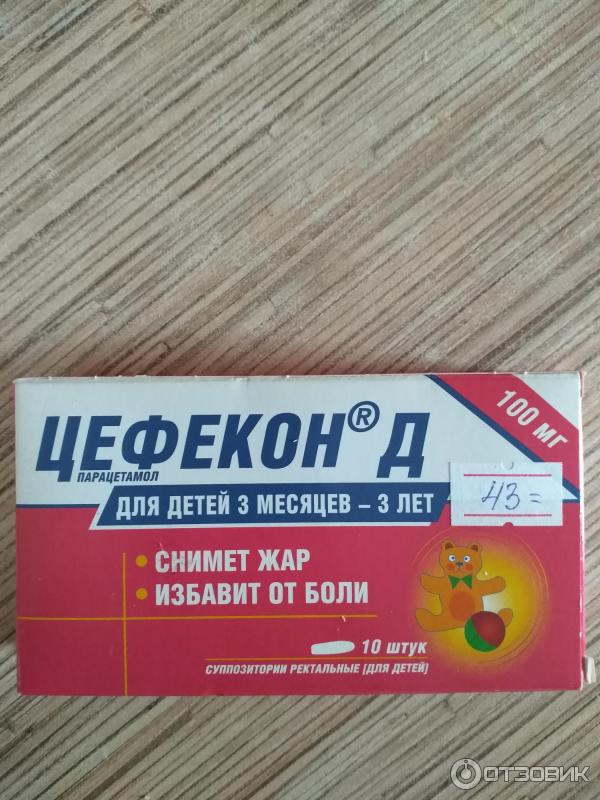 ЦЕФЕКОН® Д
ПАРАЦЕТАМОЛ
100 МГ
ДЛЯ ДЕТЕЙ 3 МЕСЯЦЕВ – 3 ЛЕТ
43=
• СНИМЕТ ЖАР
• ИЗБАВИТ ОТ БОЛИ
10 штук
СУППОЗИТОРИИ РЕКТАЛЬНЫЕ [ДЛЯ ДЕТЕЙ]
ОТЗОВИК